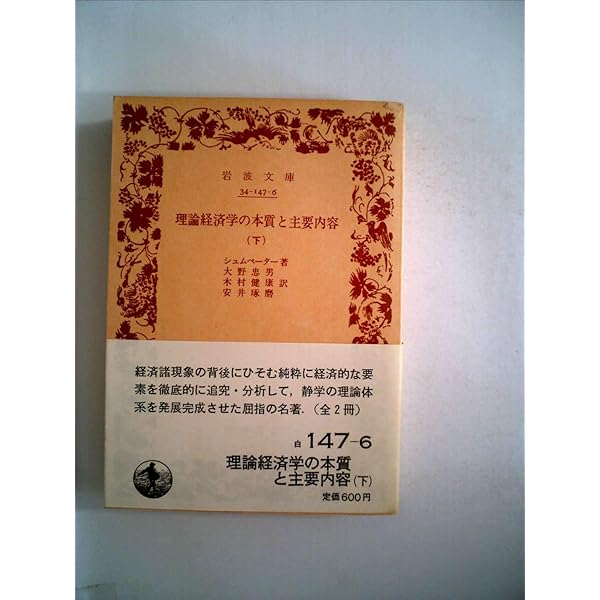 岩波文庫
34-147-6
理論経済学の本質と主要内容
(下)
シュムペーター著
大野忠男
木村健康訳
安井琢磨
経済諸現象の背後にひそむ純粋に経済的な要
素を徹底的に追究・分析して，静学の理論体
系を発展完成させた屈指の名著．（全2冊）
白 147-6
理論経済学の本質
と主要内容(下)
定価600円